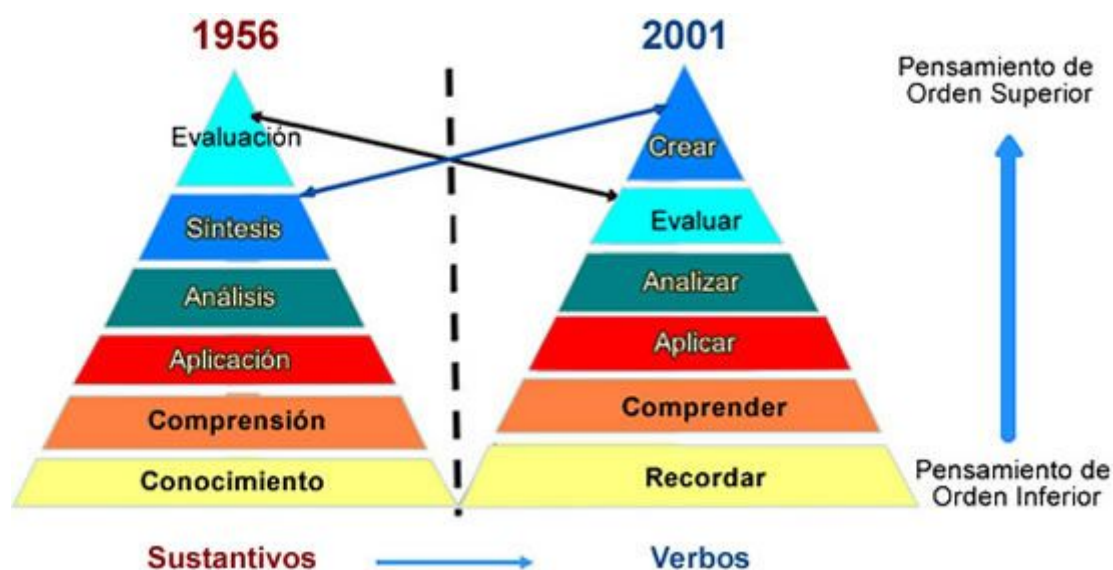 1956
Evaluación
Síntesis
Análisis
Aplicación
Comprensión
Conocimiento
Sustantivos
2001
Crear
Evaluar
Analizar
Aplicar
Comprender
Recordar
Verbos
Pensamiento de
Orden Superior
Pensamiento de
Orden Inferior